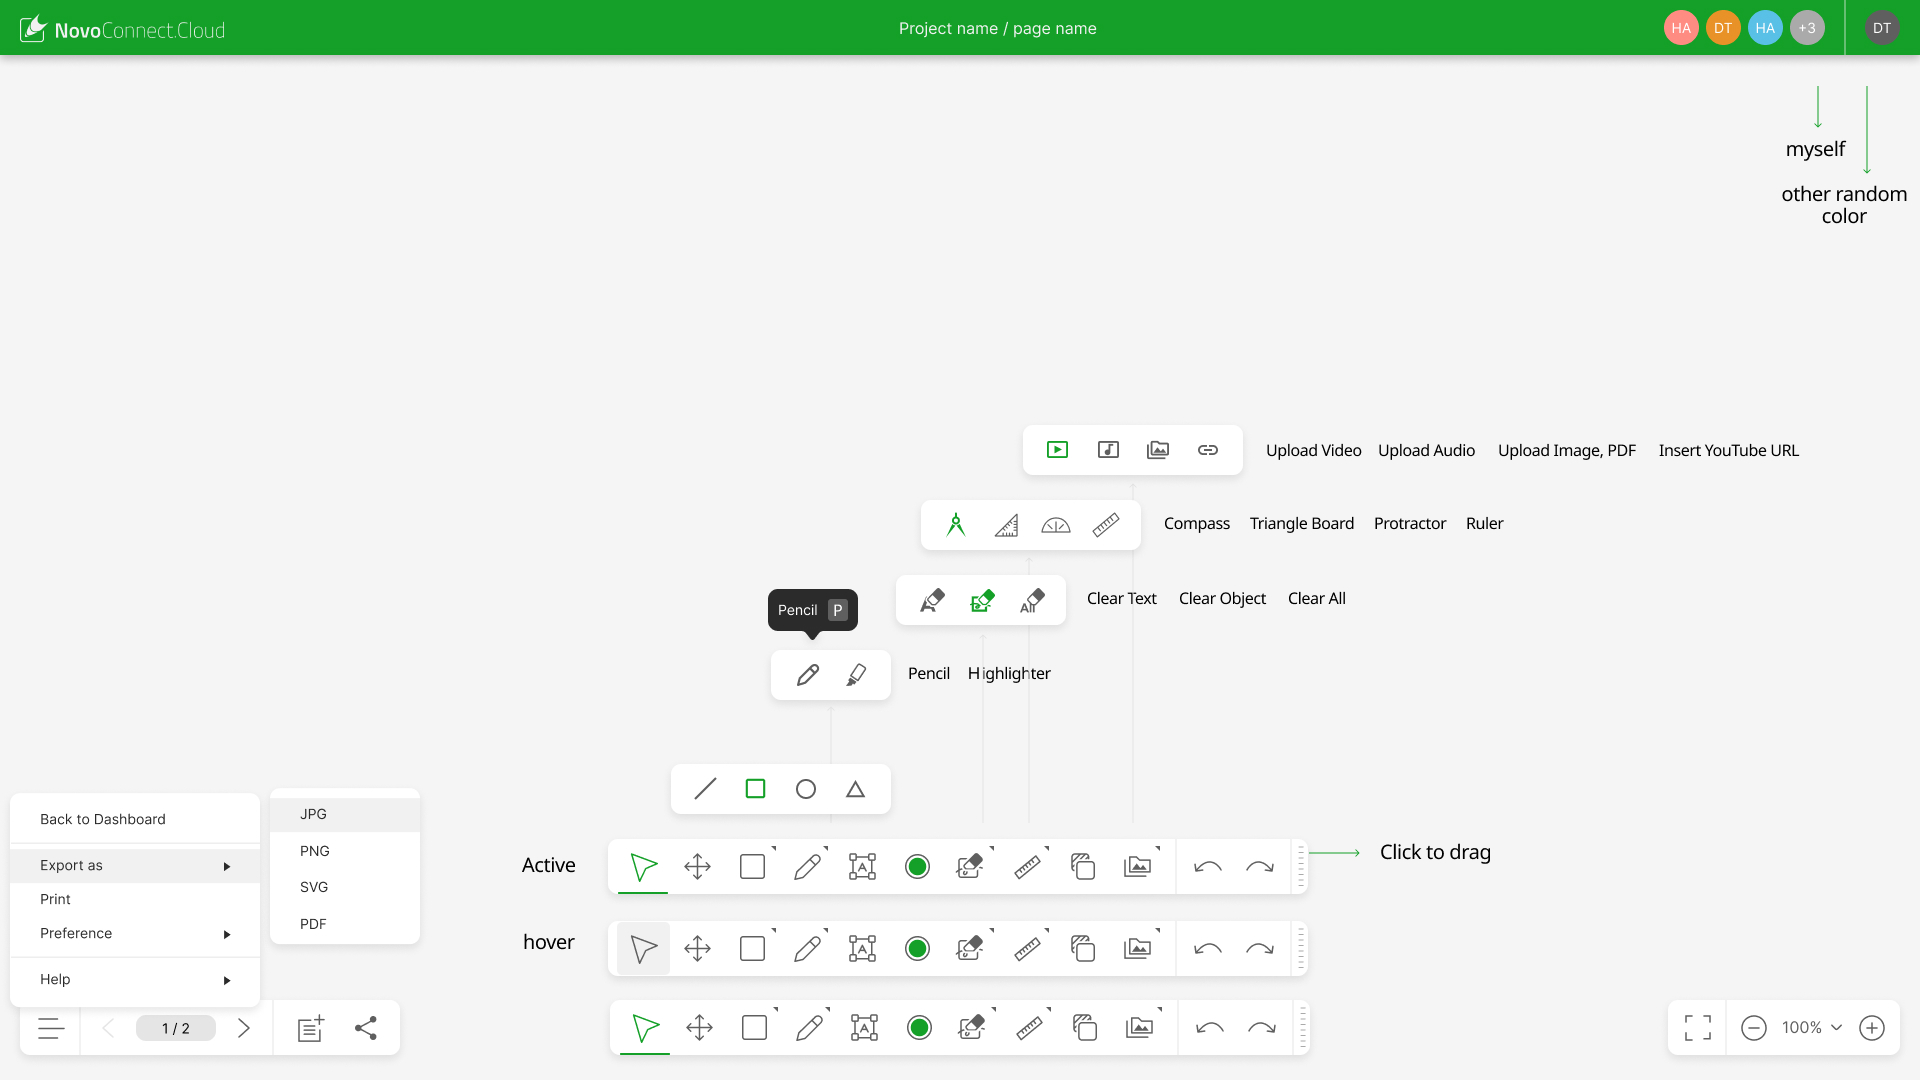 NovoConnect.Cloud
Project name / page name
HA
DT
HA
+3
DT
myself
other random
color
Upload Video
Upload Audio
Upload Image, PDF
Insert YouTube URL
Compass
Triangle Board
Protractor
Ruler
A
All
Clear Text
Clear Object
Clear All
Pencil P
Pencil
Highlighter
Back to Dashboard
Export as
Print
Preference
Help
JPG
PNG
SVG
PDF
Active
A
Click to drag
hover
A
1 / 2
A
100%